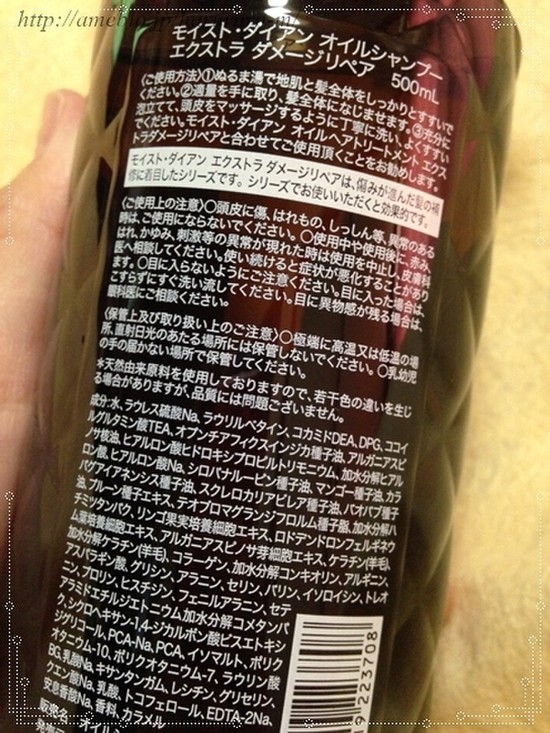 http://ameblo.jp/
モイスト・ダイアン オイルシャンプー
エクストラ ダメージリペア 500mL
〈ご使用方法〉①ぬるま湯で地肌と髪全体をしっかりとすすいで
ください。②適量を手に取り、髪全体になじませます。③充分に
泡立てて、頭皮をマッサージするように丁寧に洗い、よくすすい
でください。モイスト・ダイアン オイルヘアトリートメント エクス
トラダメージリペアと合わせてご使用頂くことをお勧めします。
モイスト・ダイアン エクストラ ダメージリペアは、傷みが進んだ髪の補
修に着目したシリーズです。シリーズでお使いいただくと効果的です。
〈ご使用上の注意〉〇頭皮に傷、はれもの、しっしん等、異常のある
時は、ご使用にならないでください。〇使用中や使用後に、赤み、
はれ、かゆみ、刺激等の異常が現れた時は使用を中止し、皮膚科
医へ相談してください。使い続けると症状が悪化することがあり
ます。〇目に入らないようにご注意ください。目に入った場合は、
こすらずにすぐ洗い流してください。目に異物感が残る場合は、
眼科医にご相談ください。
〈保管上及び取り扱い上のご注意〉〇極端に高温又は低温の場
所、直射日光のあたる場所には保管しないでください。〇乳幼児
の手の届かない場所で保管してください。
*天然由来原料を使用しておりますので、若干色の違いを生じ
る場合がありますが、品質には問題ございません。
成分:水、ラウレス硫酸Na、ラウリルベタイン、コカミドDEA、DPG、ココイ
ルグルタミン酸TEA、オプンチアフィクスインジカ種子油、アルガニアスピ
ノサ核油、ヒアルロン酸ヒドロキシプロピルトリモニウム、加水分解ヒアル
ロン酸、ヒアルロン酸Na、シロバナルーピン種子油、マンゴー種子油、カラ
パグアイアネンシス種子油、スクレロカリアビレア種子油、バオバブ種子
油、プルーン種子エキス、テオブロマグランジフロルム種子脂、加水分解ハ
チミツタンパク、リンゴ果実培養細胞エキス、ロドデンドロンフェルギネウ
ム葉培養細胞エキス、アルガニアスピノサ芽細胞エキス、ケラチン(羊毛)、
加水分解ケラチン(羊毛)、コラーゲン、加水分解コンキオリン、アルギニン、
アスパラギン酸、グリシン、アラニン、セリン、バリン、イソロイシン、トレオ
ニン、プロリン、ヒスチジン、フェニルアラニン、セテ
アラミドエチルジエトニウム加水分解コメタンパ
ク、シクロヘキサン-1,4-ジカルボン酸ビスエトキシ
ジグリコール、PCA-Na、PCA、イソマルト、ポリク
オタニウム-10、ポリクオタニウム-7、ラウリン酸
BG、乳酸Na、キサンタンガム、レシチン、グリセリン、
クエン酸Na、乳酸、トコフェロール、EDTA-2Na、
安息香酸Na、香料、カラメル
販売名 オイル
223708